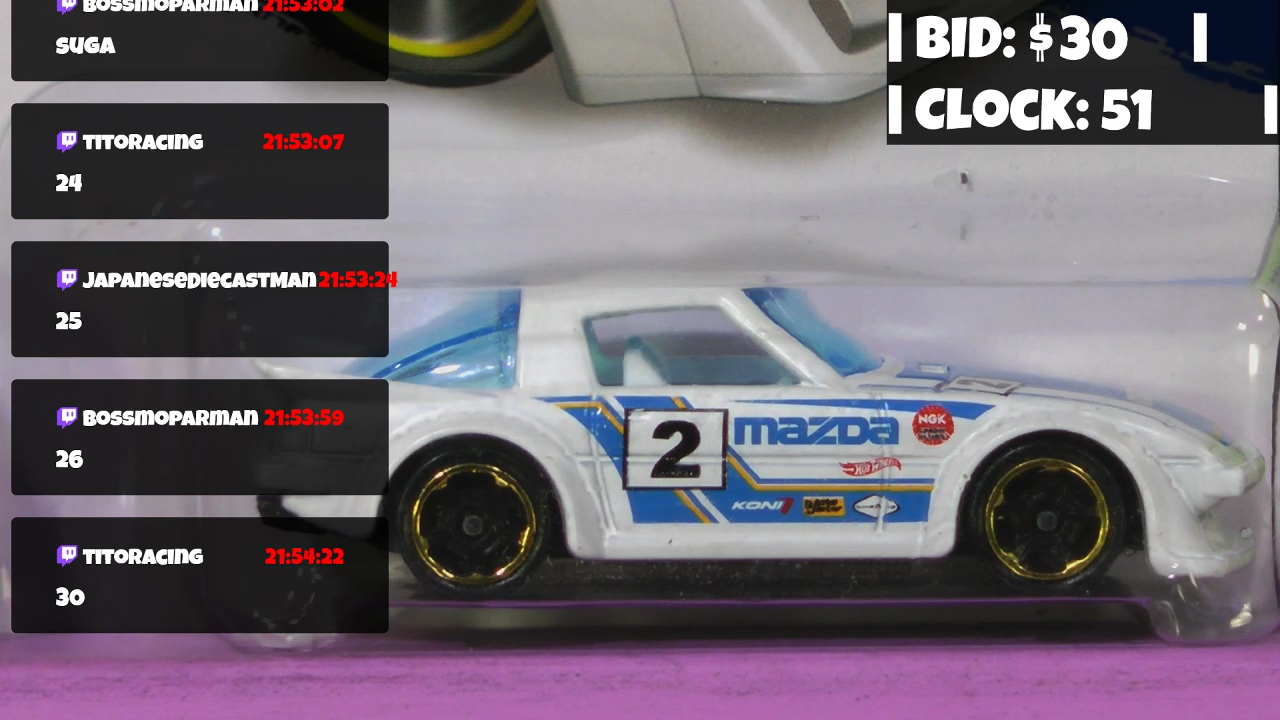 BOSSMOPARMAN 21:53:02
SUGA
TITORACING 21:53:07
24
JAPANESEDIECASTMAN 21:53:24
25
BOSSMOPARMAN 21:53:59
26
TITORACING 21:54:22
30
| BID: $30 |
| CLOCK: 51 |
2
mazda
NGK
Hot Wheels
KONI
2